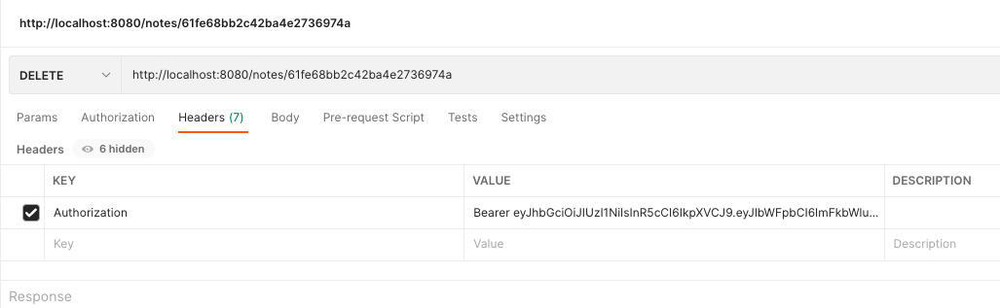 http://localhost:8080/notes/61fe68bb2c42ba4e2736974a
DELETE http://localhost:8080/notes/61fe68bb2c42ba4e2736974a
Params Authorization Headers (7) Body Pre-request Script Tests Settings
Headers 6 hidden
KEY VALUE DESCRIPTION
Authorization Bearer eyJhbGciOiJIUzI1NiIsInR5cCI6IkpXVCJ9.eyJlbWFpbCI6ImFkbWlu...
Key Value Description
Response